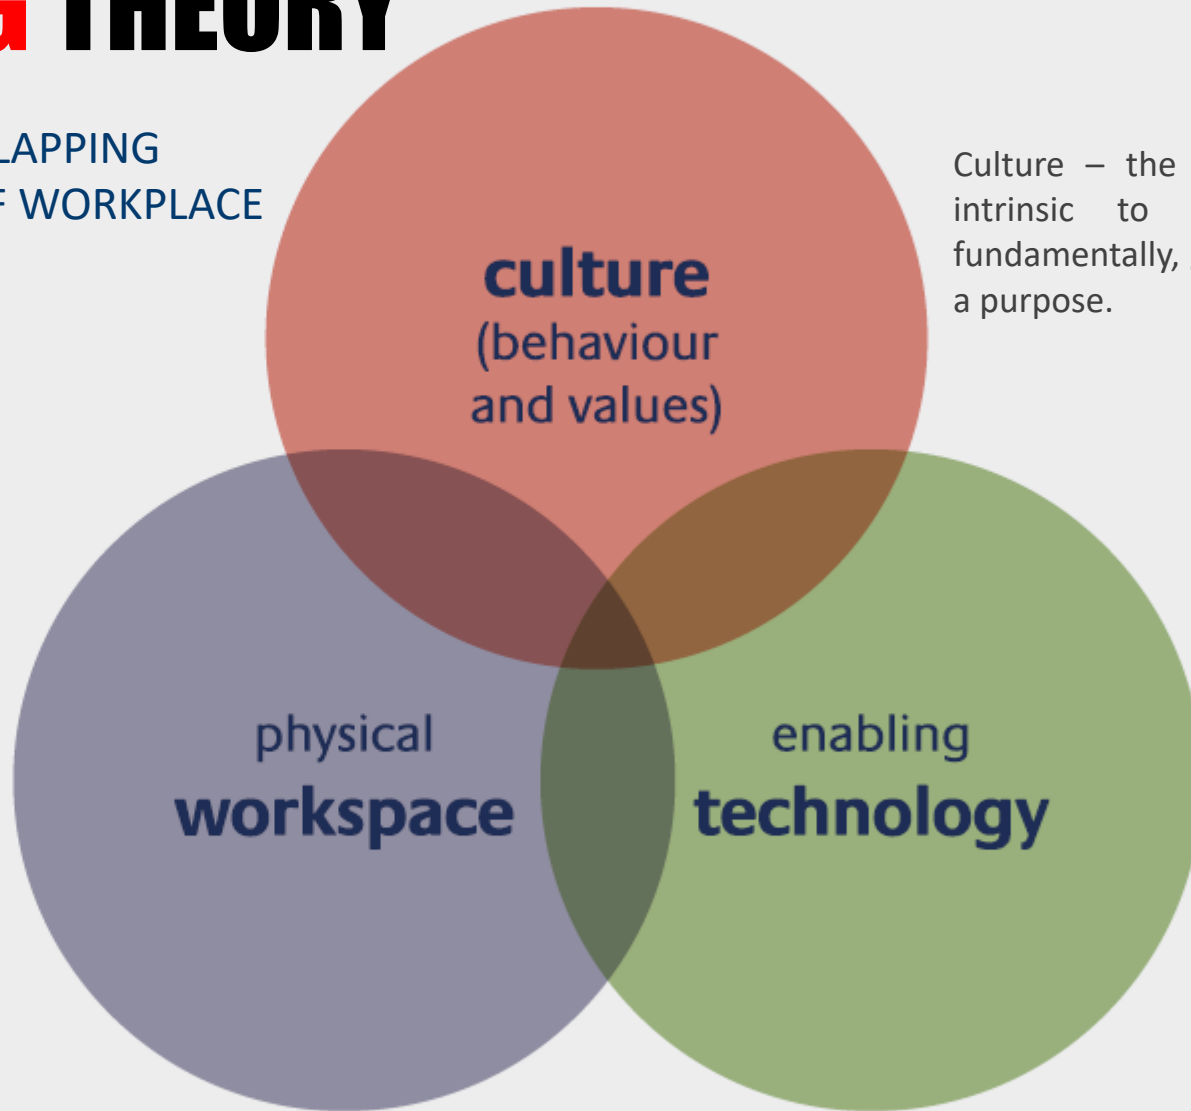 G THEORY
LAPPING
F WORKPLACE
Culture – the
intrinsic to
fundamentally,
a purpose.
culture
(behaviour
and values)
physical
workspace
enabling
technology